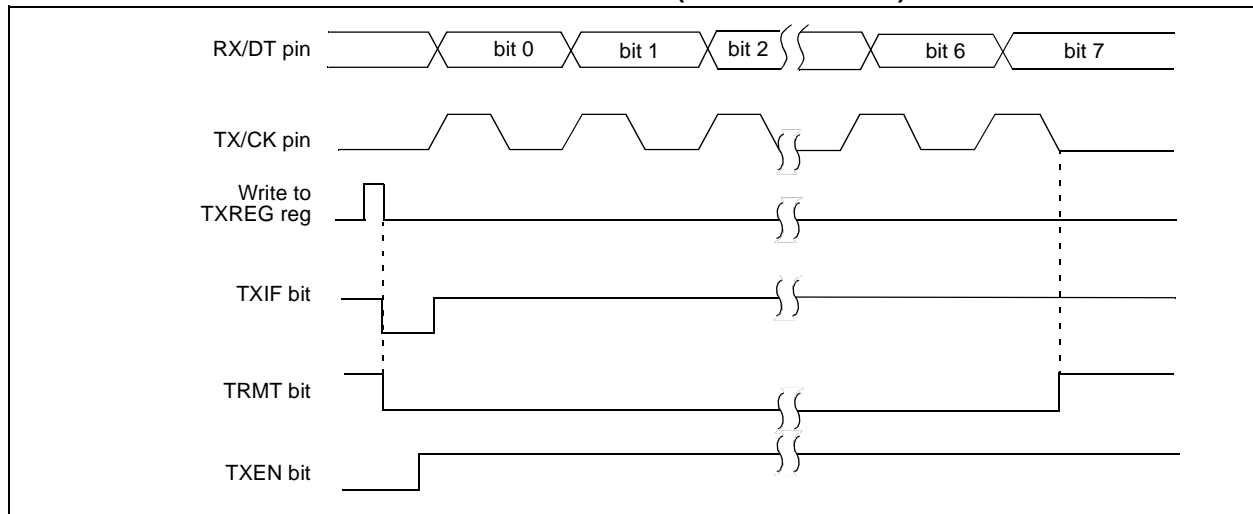 RX/DT pin
bit 0
bit 1
bit 2
bit 6
bit 7
TX/CK pin
Write to
TXREG reg
TXIF bit
TRMT bit
TXEN bit